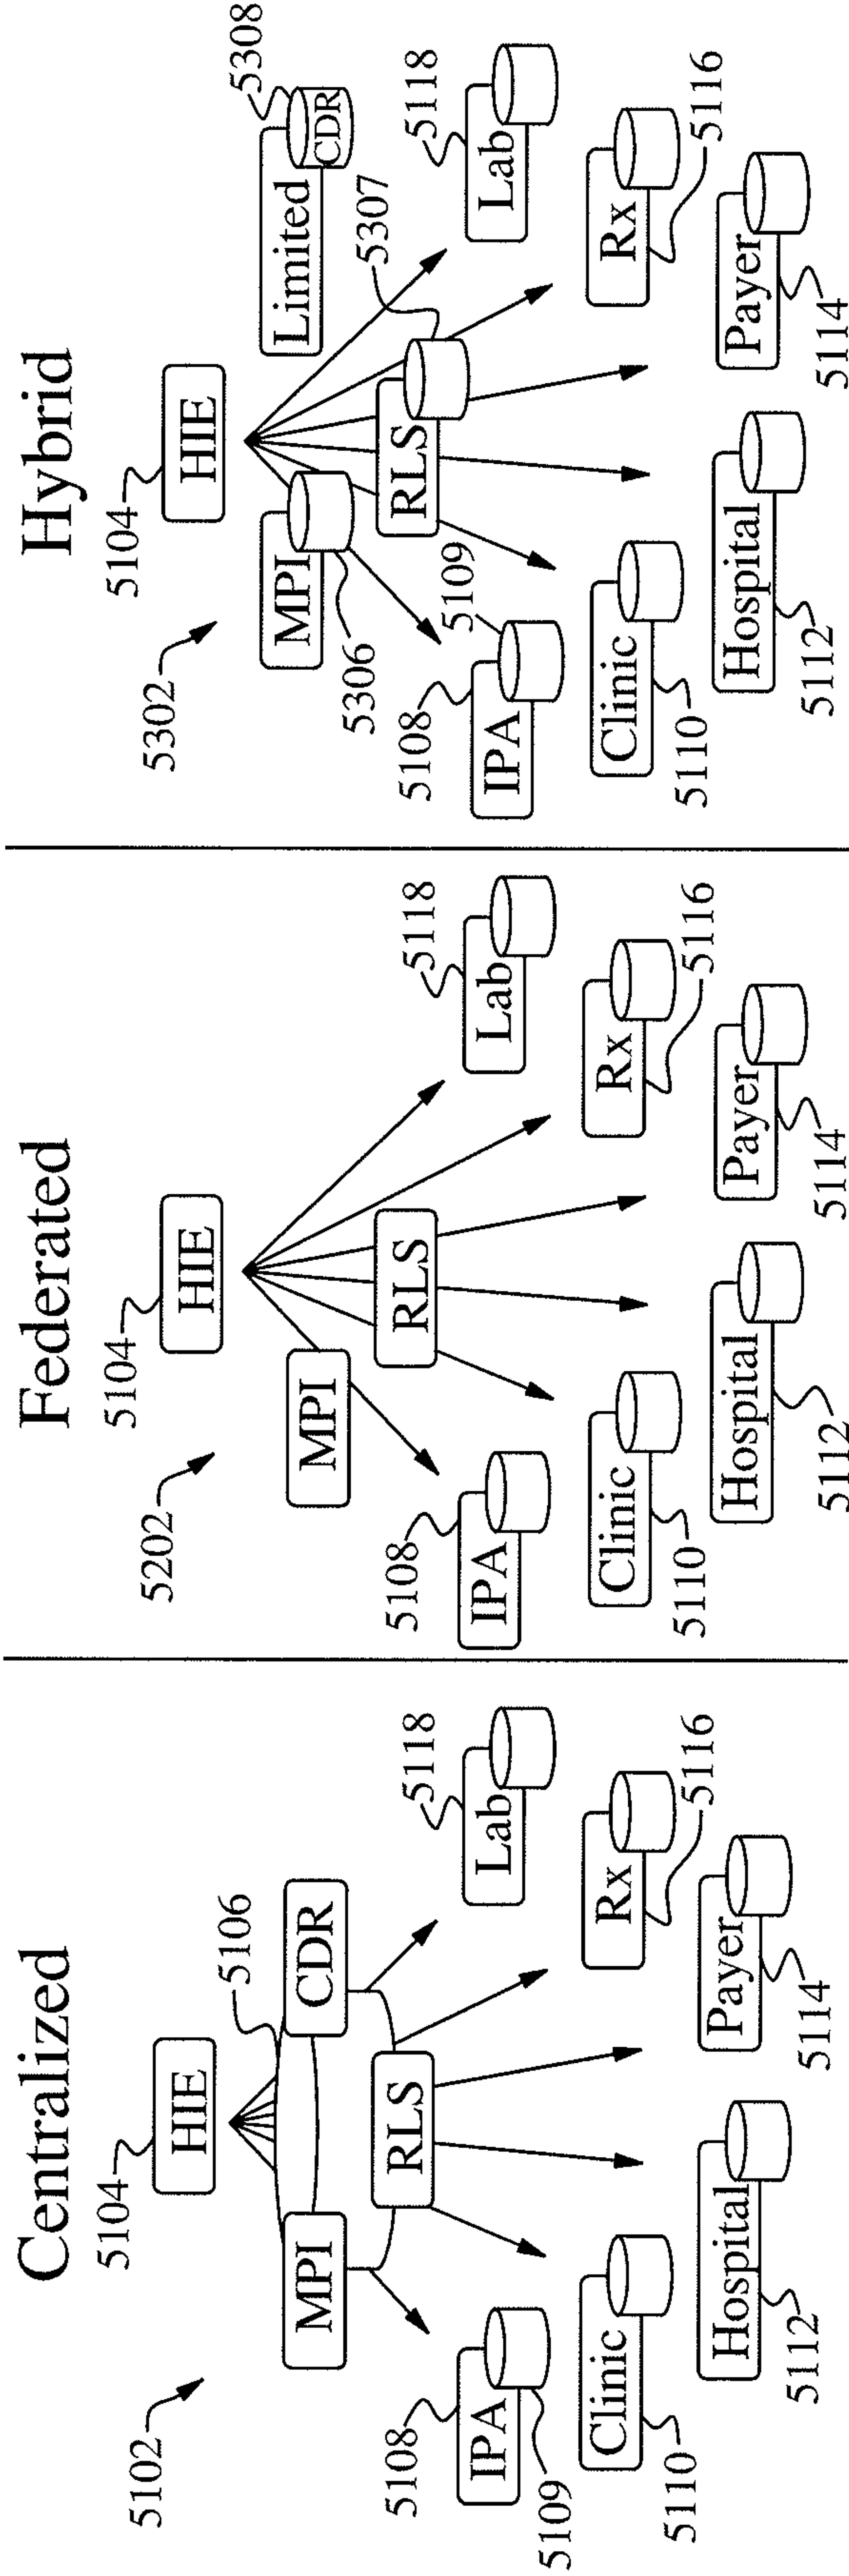 Centralized
5102
5104
HIE
5106
MPI
CDR
RLS
5108
IPA
5109
5118
Lab
Clinic
5110
Rx
5116
Hospital
5112
Payer
5114
Federated
5202
5104
HIE
MPI
RLS
5108
IPA
5118
Lab
Clinic
5110
Rx
5116
Hospital
5112
Payer
5114
Hybrid
5302
5104
HIE
5308
MPI
5306
Limited
CDR
5307
RLS
5108
IPA
5109
5118
Lab
Clinic
5110
Rx
5116
Hospital
5112
Payer
5114